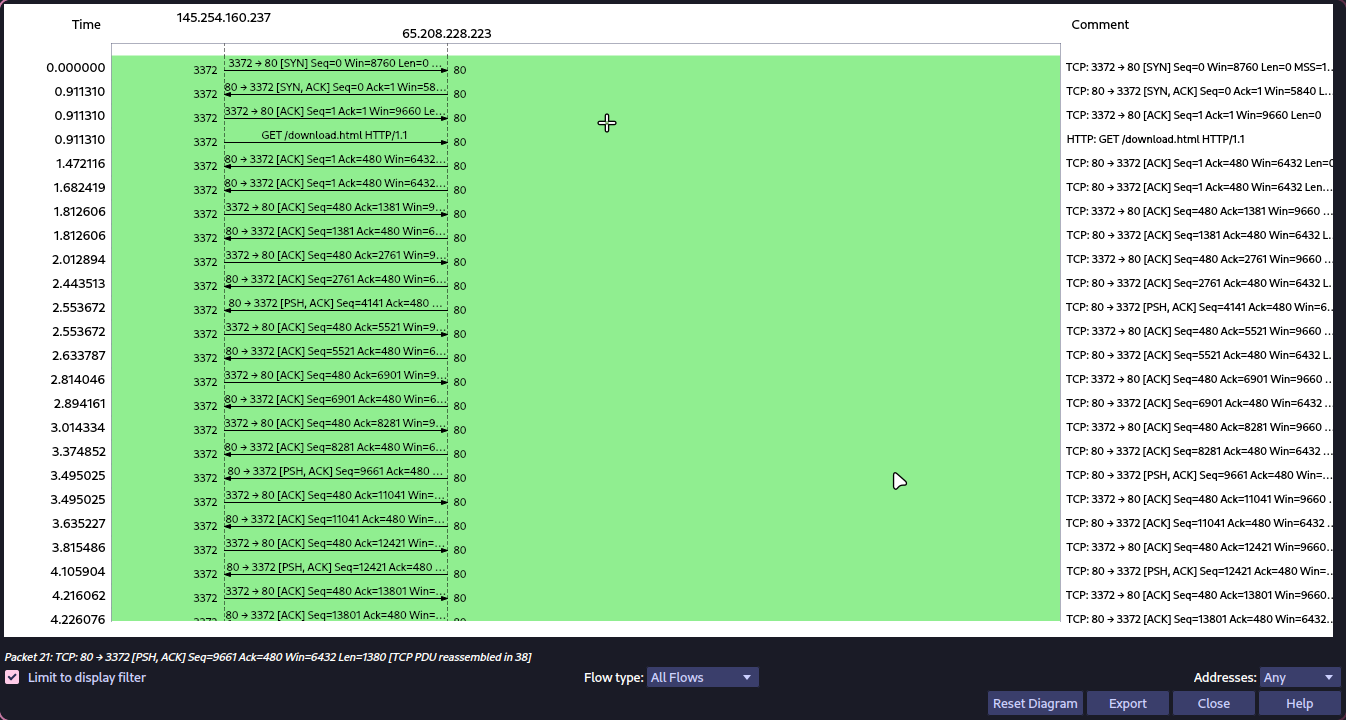 145.254.160.237
Time 65.208.228.223 Comment
0.000000 3372 3372 → 80 [SYN] Seq=0 Win=8760 Len=0 ... 80 TCP: 3372 → 80 [SYN] Seq=0 Win=8760 Len=0 MSS=1...
0.911310 3372 80 → 3372 [SYN, ACK] Seq=0 Ack=1 Win=58... 80 TCP: 80 → 3372 [SYN, ACK] Seq=0 Ack=1 Win=5840 L...
0.911310 3372 3372 → 80 [ACK] Seq=1 Ack=1 Win=9660 Le... 80 TCP: 3372 → 80 [ACK] Seq=1 Ack=1 Win=9660 Len=0
0.911310 3372 GET /download.html HTTP/1.1 80 HTTP: GET /download.html HTTP/1.1
1.472116 3372 80 → 3372 [ACK] Seq=1 Ack=480 Win=6432... 80 TCP: 80 → 3372 [ACK] Seq=1 Ack=480 Win=6432 Len=0
1.682419 3372 80 → 3372 [ACK] Seq=1 Ack=480 Win=6432... 80 TCP: 80 → 3372 [ACK] Seq=1 Ack=480 Win=6432 Len...
1.812606 3372 3372 → 80 [ACK] Seq=480 Ack=1381 Win=9... 80 TCP: 3372 → 80 [ACK] Seq=480 Ack=1381 Win=9660 ...
1.812606 3372 80 → 3372 [ACK] Seq=1381 Ack=480 Win=6... 80 TCP: 80 → 3372 [ACK] Seq=1381 Ack=480 Win=6432 L...
2.012894 3372 3372 → 80 [ACK] Seq=480 Ack=2761 Win=9... 80 TCP: 3372 → 80 [ACK] Seq=480 Ack=2761 Win=9660 ...
2.443513 3372 80 → 3372 [ACK] Seq=2761 Ack=480 Win=6... 80 TCP: 80 → 3372 [ACK] Seq=2761 Ack=480 Win=6432 L...
2.553672 3372 80 → 3372 [PSH, ACK] Seq=4141 Ack=480 ... 80 TCP: 80 → 3372 [PSH, ACK] Seq=4141 Ack=480 Win=6...
2.553672 3372 3372 → 80 [ACK] Seq=480 Ack=5521 Win=9... 80 TCP: 3372 → 80 [ACK] Seq=480 Ack=5521 Win=9660 ...
2.633787 3372 80 → 3372 [ACK] Seq=5521 Ack=480 Win=6... 80 TCP: 80 → 3372 [ACK] Seq=5521 Ack=480 Win=6432 L...
2.814046 3372 3372 → 80 [ACK] Seq=480 Ack=6901 Win=9... 80 TCP: 3372 → 80 [ACK] Seq=480 Ack=6901 Win=9660 ...
2.894161 3372 80 → 3372 [ACK] Seq=6901 Ack=480 Win=6... 80 TCP: 80 → 3372 [ACK] Seq=6901 Ack=480 Win=6432 ...
3.014334 3372 3372 → 80 [ACK] Seq=480 Ack=8281 Win=9... 80 TCP: 3372 → 80 [ACK] Seq=480 Ack=8281 Win=9660 ...
3.374852 3372 80 → 3372 [ACK] Seq=8281 Ack=480 Win=6... 80 TCP: 80 → 3372 [ACK] Seq=8281 Ack=480 Win=6432 ...
3.495025 3372 80 → 3372 [PSH, ACK] Seq=9661 Ack=480 ... 80 TCP: 80 → 3372 [PSH, ACK] Seq=9661 Ack=480 Win=...
3.495025 3372 3372 → 80 [ACK] Seq=480 Ack=11041 Win=... 80 TCP: 3372 → 80 [ACK] Seq=480 Ack=11041 Win=9660 ...
3.635227 3372 80 → 3372 [ACK] Seq=11041 Ack=480 Win=... 80 TCP: 80 → 3372 [ACK] Seq=11041 Ack=480 Win=6432 ...
3.815486 3372 3372 → 80 [ACK] Seq=480 Ack=12421 Win=... 80 TCP: 3372 → 80 [ACK] Seq=480 Ack=12421 Win=9660...
4.105904 3372 80 → 3372 [PSH, ACK] Seq=12421 Ack=480 ... 80 TCP: 80 → 3372 [PSH, ACK] Seq=12421 Ack=480 Win=...
4.216062 3372 3372 → 80 [ACK] Seq=480 Ack=13801 Win=... 80 TCP: 3372 → 80 [ACK] Seq=480 Ack=13801 Win=9660...
4.226076 3372 80 → 3372 [ACK] Seq=13801 Ack=480 Win=... 80 TCP: 80 → 3372 [ACK] Seq=13801 Ack=480 Win=6432...
Packet 21: TCP: 80 → 3372 [PSH, ACK] Seq=9661 Ack=480 Win=6432 Len=1380 [TCP PDU reassembled in 38]
Limit to display filter Flow type: All Flows Addresses: Any
Reset Diagram Export Close Help